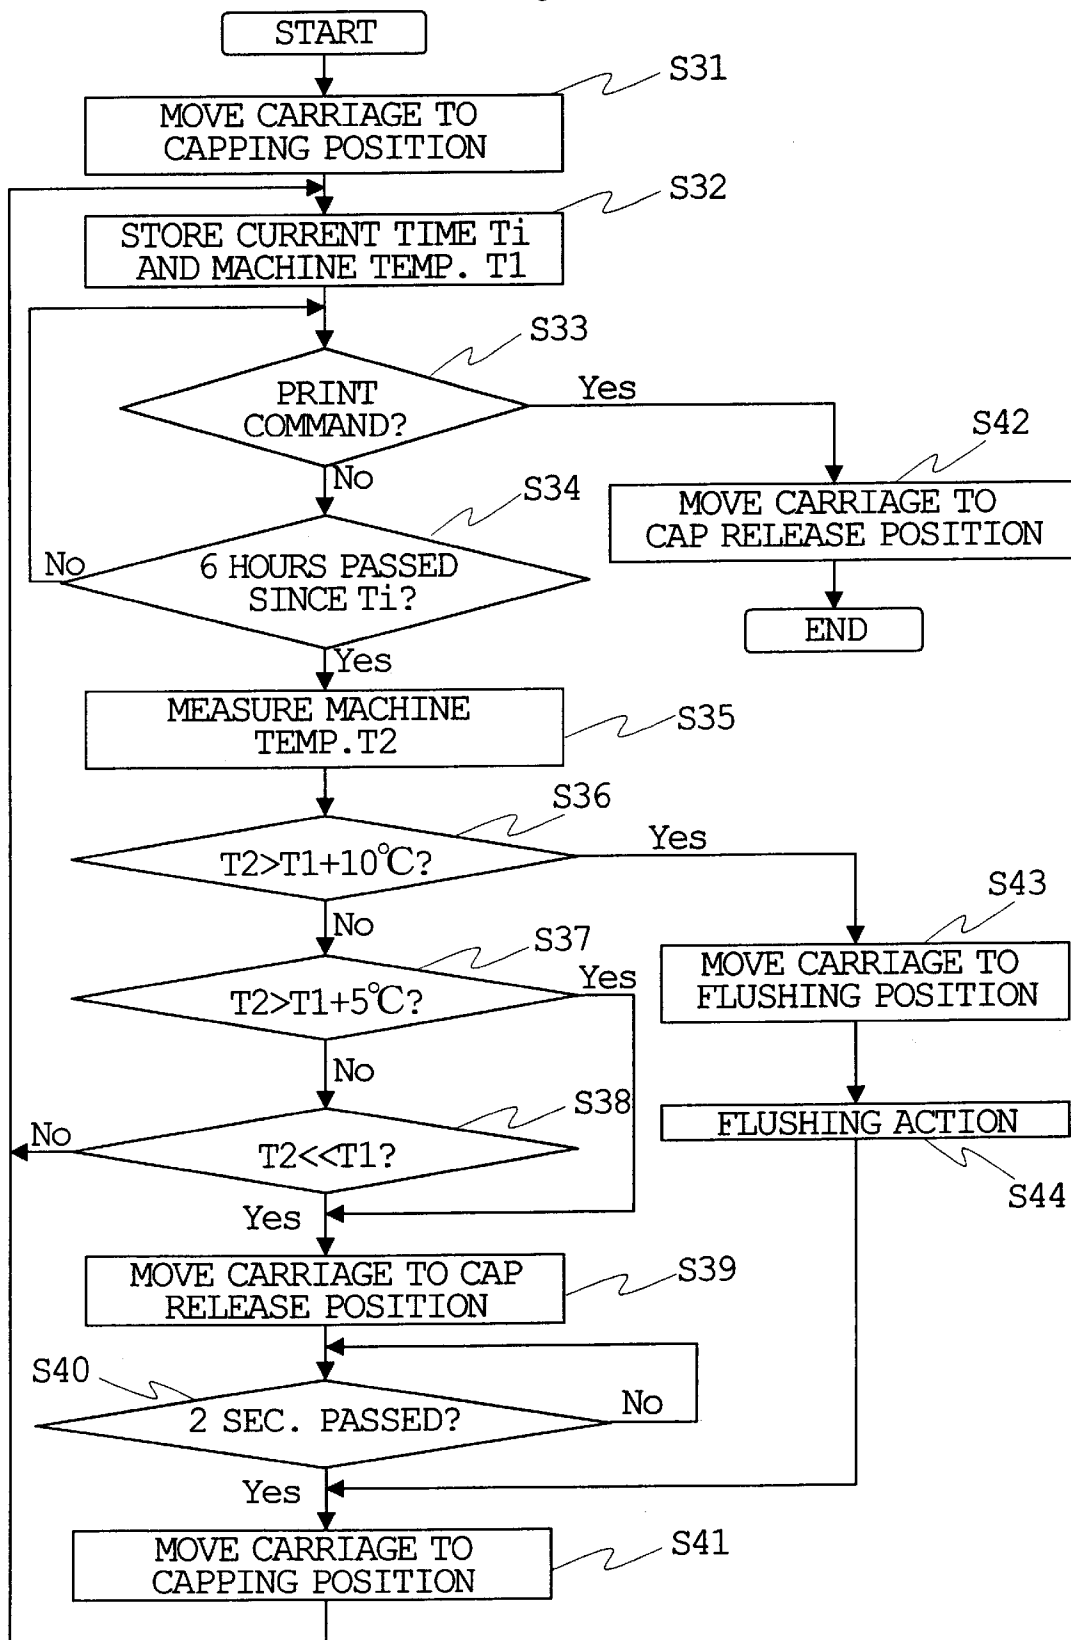 START
S31
MOVE CARRIAGE TO
CAPPING POSITION
S32
STORE CURRENT TIME Ti
AND MACHINE TEMP. T1
S33
PRINT
COMMAND?
Yes
No
S42
MOVE CARRIAGE TO
CAP RELEASE POSITION
END
S34
6 HOURS PASSED
SINCE Ti?
No
Yes
MEASURE MACHINE
TEMP.T2
S35
S36
T2>T1+10℃?
Yes
No
S43
MOVE CARRIAGE TO
FLUSHING POSITION
S37
T2>T1+5℃?
Yes
No
FLUSHING ACTION
S44
S38
T2<<T1?
No
Yes
MOVE CARRIAGE TO CAP
RELEASE POSITION
S39
S40
2 SEC. PASSED?
No
Yes
MOVE CARRIAGE TO
CAPPING POSITION
S41